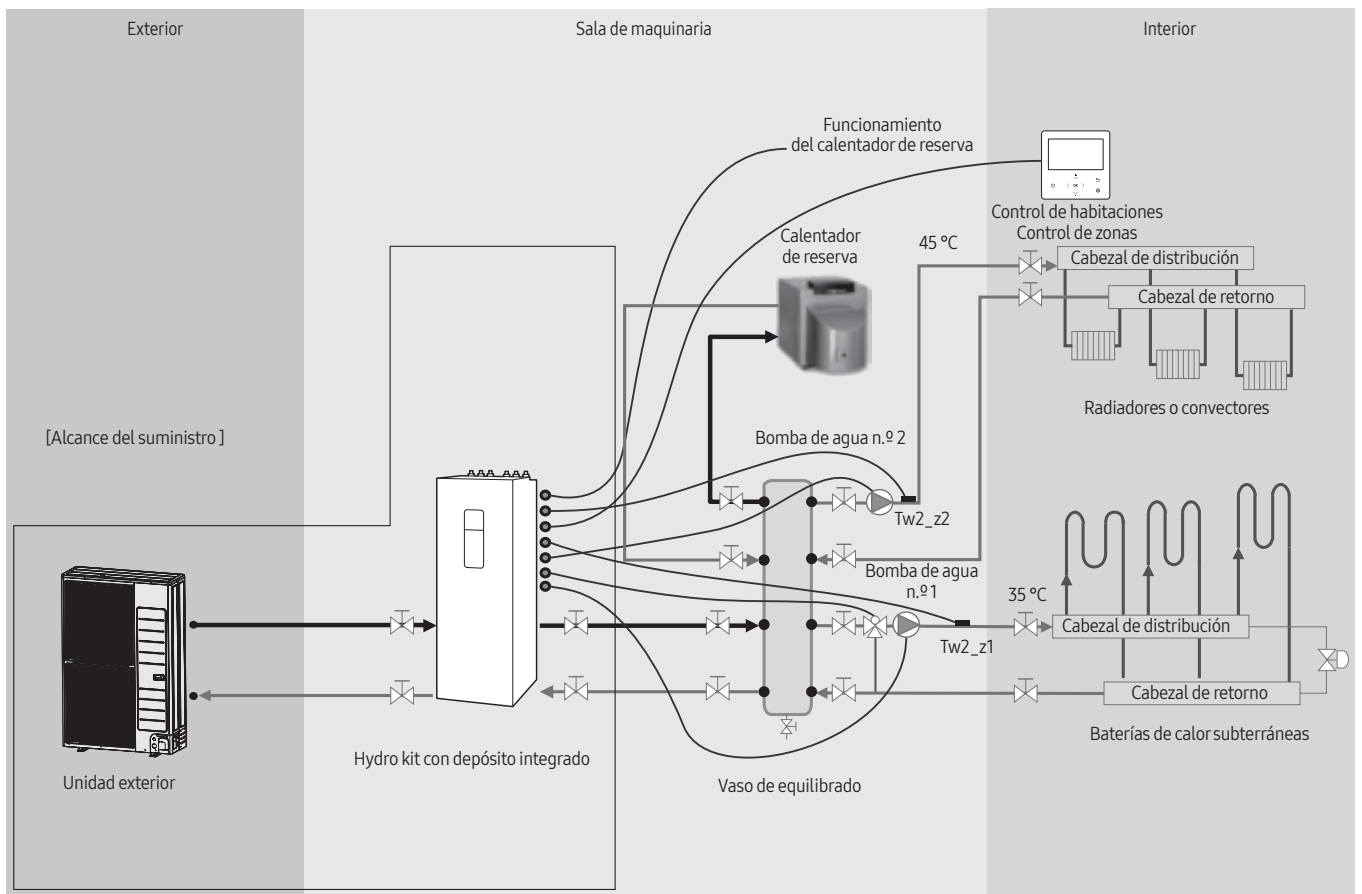 Exterior
Sala de maquinaria
Interior
Funcionamiento
del calentador de reserva
OK
Control de habitaciones
Control de zonas
Calentador
de reserva
45 °C
Cabezal de distribución
Cabezal de retorno
Radiadores o convectores
[Alcance del suministro ]
Bomba de agua n.º 2
Tw2_z2
Bomba de agua
n.º 1
35 °C
Cabezal de distribución
Tw2_z1
Cabezal de retorno
Baterías de calor subterráneas
Hydro kit con depósito integrado
Unidad exterior
Vaso de equilibrado